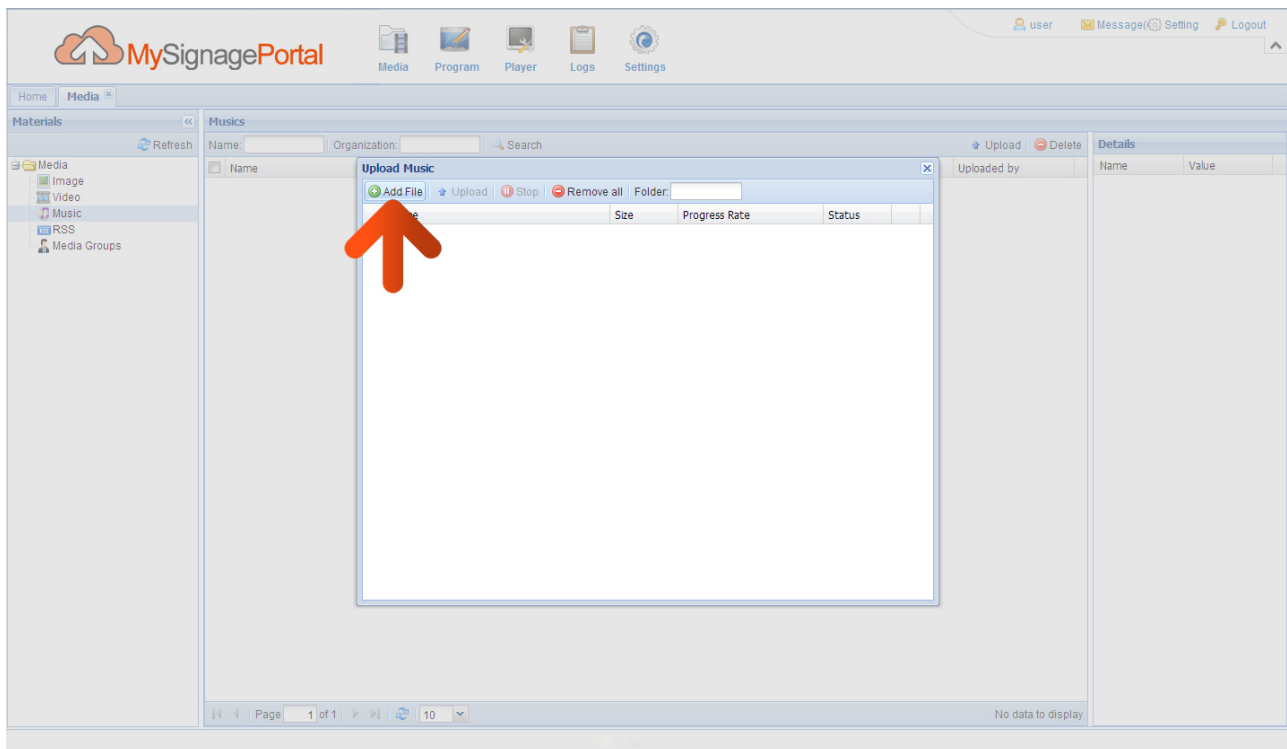 user Message( Setting Logout
MySignagePortal
Media Program Player Logs Settings
Home Media
Materials Musics
Refresh Name: Organization: Search Upload Delete Details
Media Name Upload Music Uploaded by Name Value
Image Add File Upload Stop Remove all Folder:
Video
Music Size Progress Rate Status
RSS
Media Groups
Page 1 of 1 10 No data to display